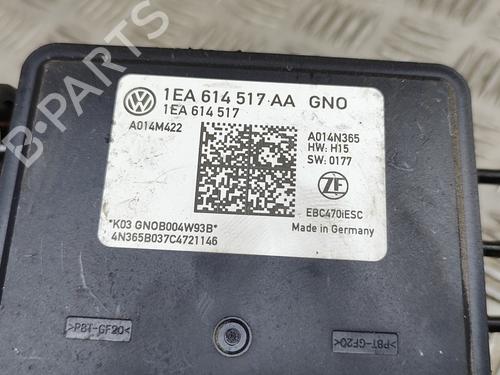 1EA 614 517 AA GNO
1EA 614 517
A014M422
A014N365
HW: H15
SW: 0177
ZF
EBC470iESC
*K03 GNOB004W93B*
4N365B037C4721146
Made in Germany
>PBT-GF20<
>PBT-GF20<
B-PARTS